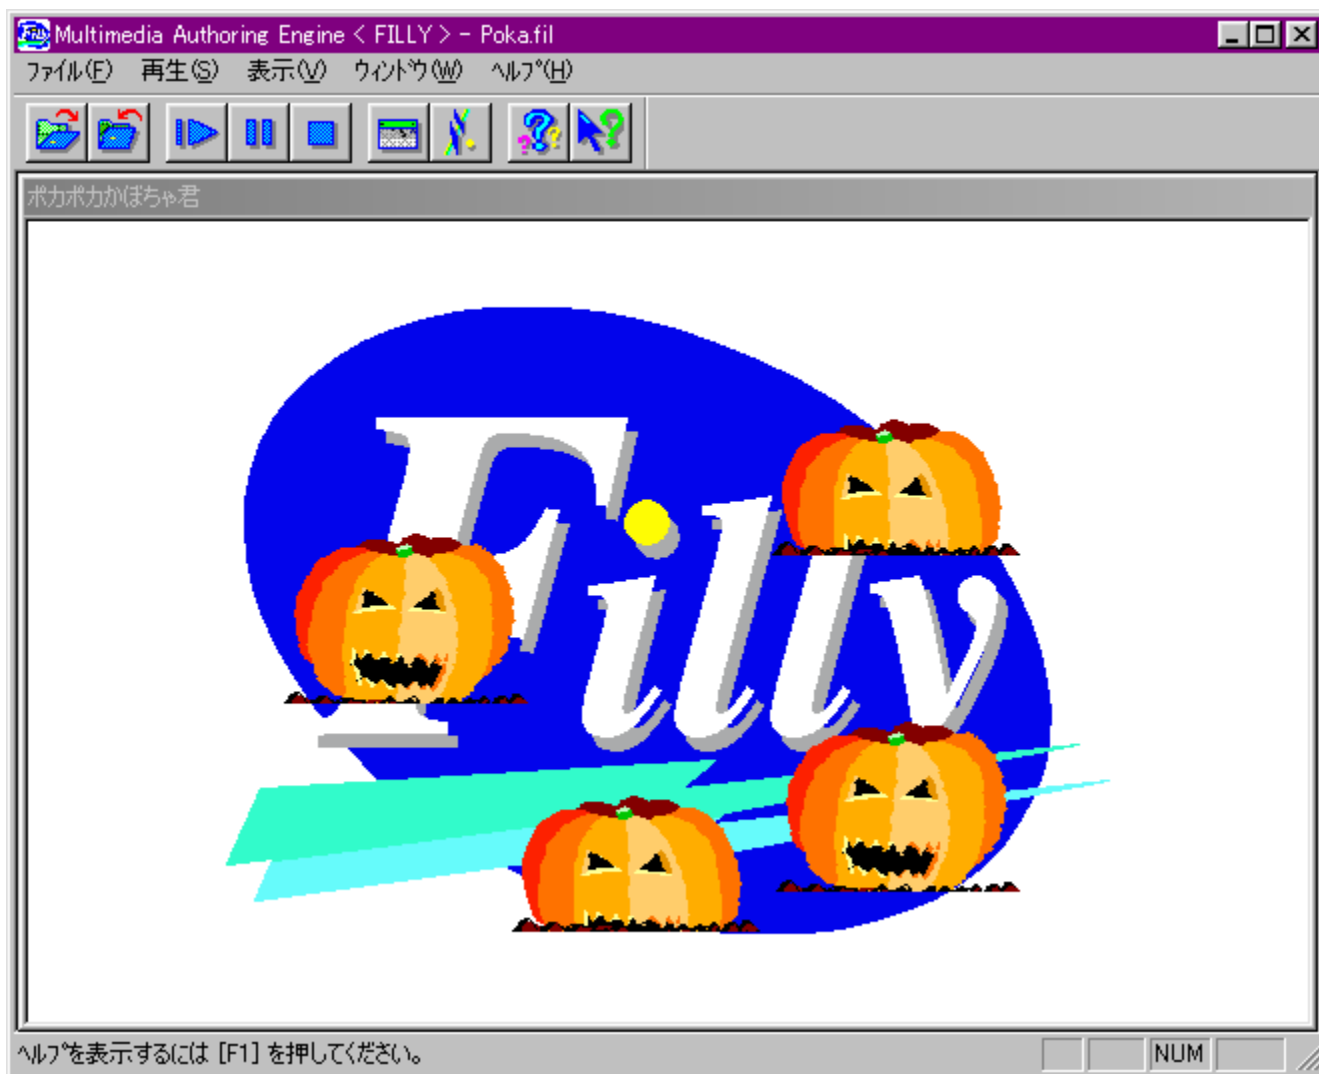 Multimedia Authoring Engine < FILLY > - Poka.fil
ファイル(F) 再生(S) 表示(V) ウィンドウ(W) ヘルプ(H)
ポカポカかぼちゃ君
Filly
ヘルプを表示するには [F1] を押してください。 NUM